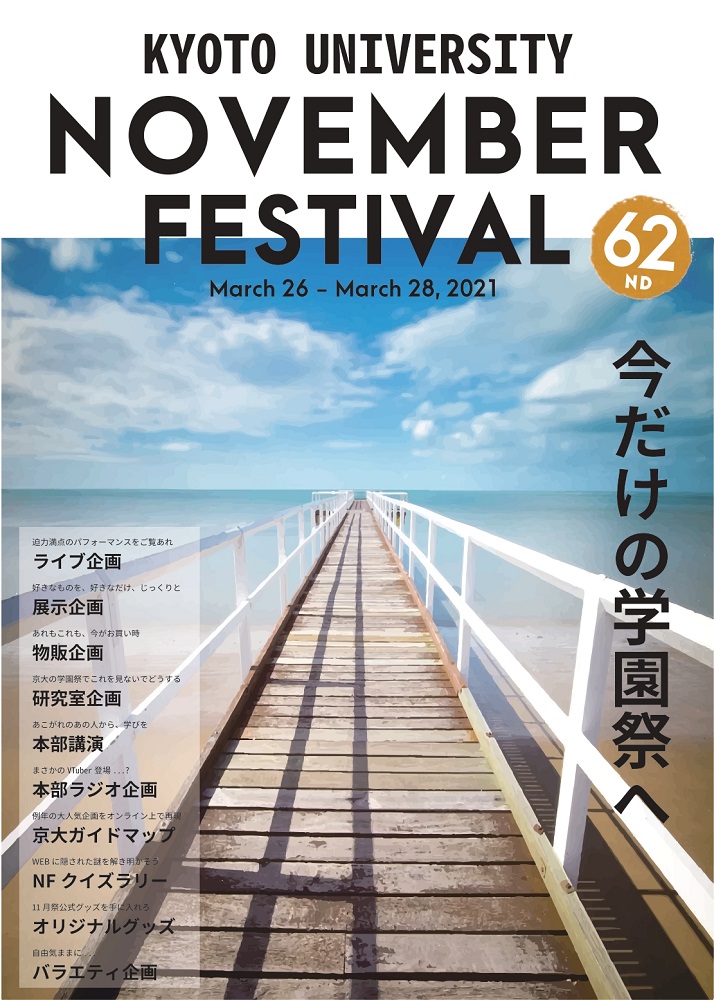 KYOTO UNIVERSITY
NOVEMBER
FESTIVAL
62
ND
March 26 – March 28, 2021
今だけの学園祭へ
迫力満点のパフォーマンスをご覧あれ
ライブ企画
好きなものを、好きなだけ、じっくりと
展示企画
あれもこれも、今がお買い時
物販企画
京大の学園祭でこれを見ないでどうする
研究室企画
あこがれのあの人から、学びを
本部講演
まさかの VTuber 登場 ...?
本部ラジオ企画
例年の大人気企画をオンライン上で再現
京大ガイドマップ
WEB に隠された謎を解き明かそう
NF クイズラリー
11 月祭公式グッズを手に入れろ
オリジナルグッズ
自由気ままに...
バラエティ企画